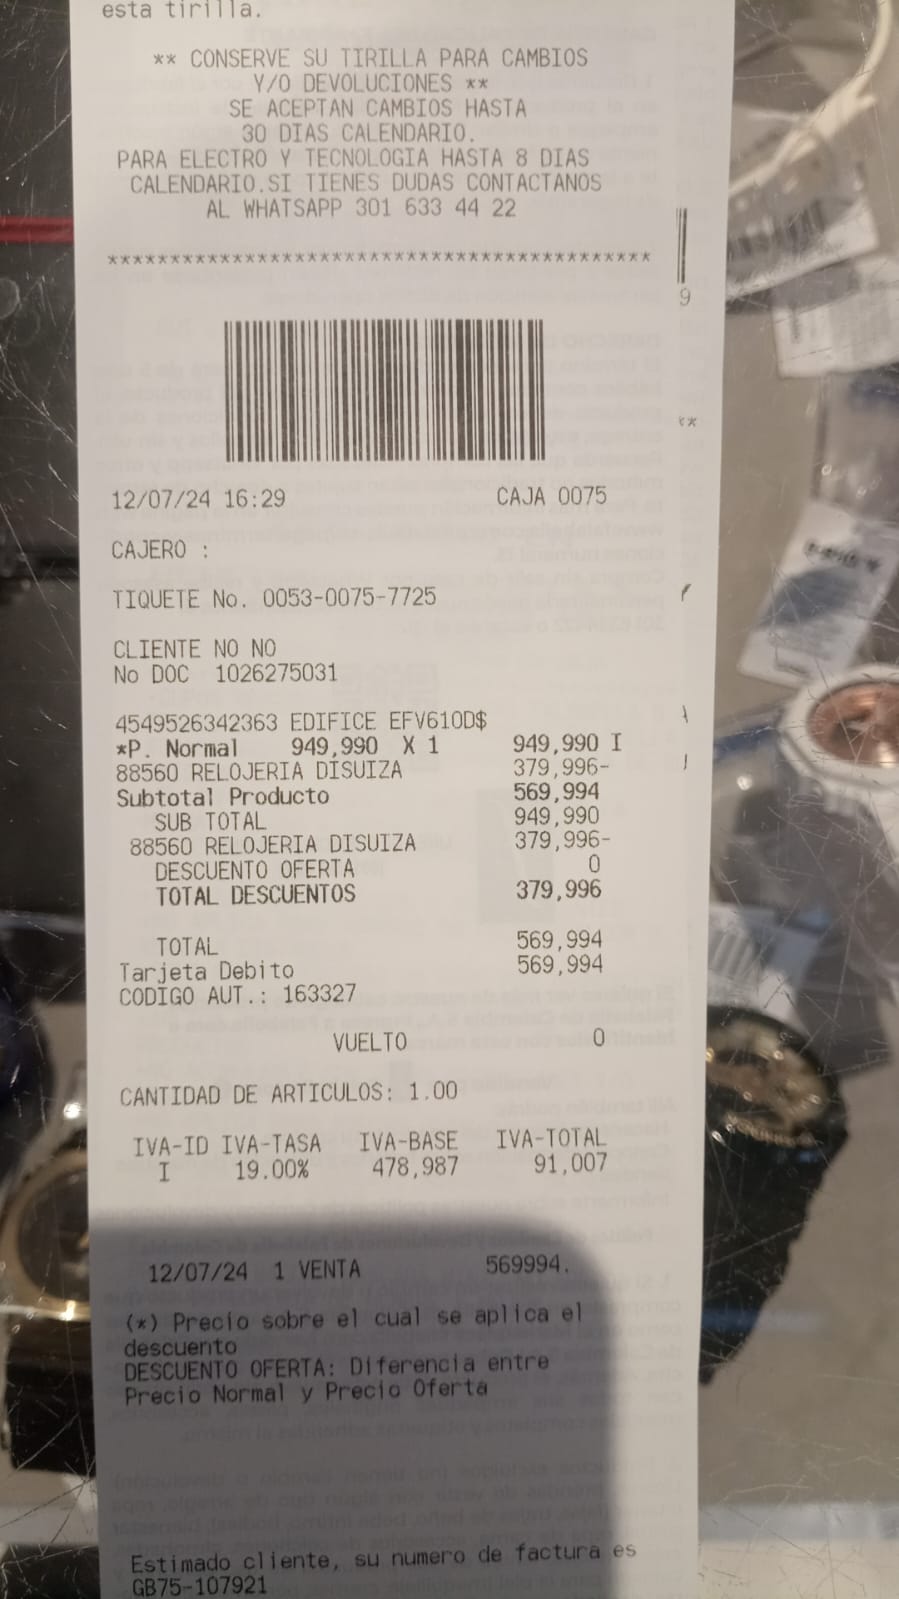 esta tirilla.
** CONSERVE SU TIRILLA PARA CAMBIOS
Y/O DEVOLUCIONES **
SE ACEPTAN CAMBIOS HASTA
30 DIAS CALENDARIO.
PARA ELECTRO Y TECNOLOGIA HASTA 8 DIAS
CALENDARIO.SI TIENES DUDAS CONTACTANOS
AL WHATSAPP 301 633 44 22
*******************************************
9
**
12/07/24 16:29 CAJA 0075
CAJERO :
TIQUETE No. 0053-0075-7725
CLIENTE NO NO
No DOC 1026275031
4549526342363 EDIFICE EFV610D$
*P. Normal 949,990 X 1 949,990 I
88560 RELOJERIA DISUIZA 379,996-
Subtotal Producto 569,994
SUB TOTAL 949,990
88560 RELOJERIA DISUIZA 379,996-
DESCUENTO OFERTA 0
TOTAL DESCUENTOS 379,996
TOTAL 569,994
Tarjeta Debito 569,994
CODIGO AUT.: 163327
VUELTO 0
CANTIDAD DE ARTICULOS: 1.00
IVA-ID IVA-TASA IVA-BASE IVA-TOTAL
I 19.00% 478,987 91,007
12/07/24 1 VENTA 569994.
(*) Precio sobre el cual se aplica el
descuento
DESCUENTO OFERTA: Diferencia entre
Precio Normal y Precio Oferta
Estimado cliente, su numero de factura es
GB75-107921